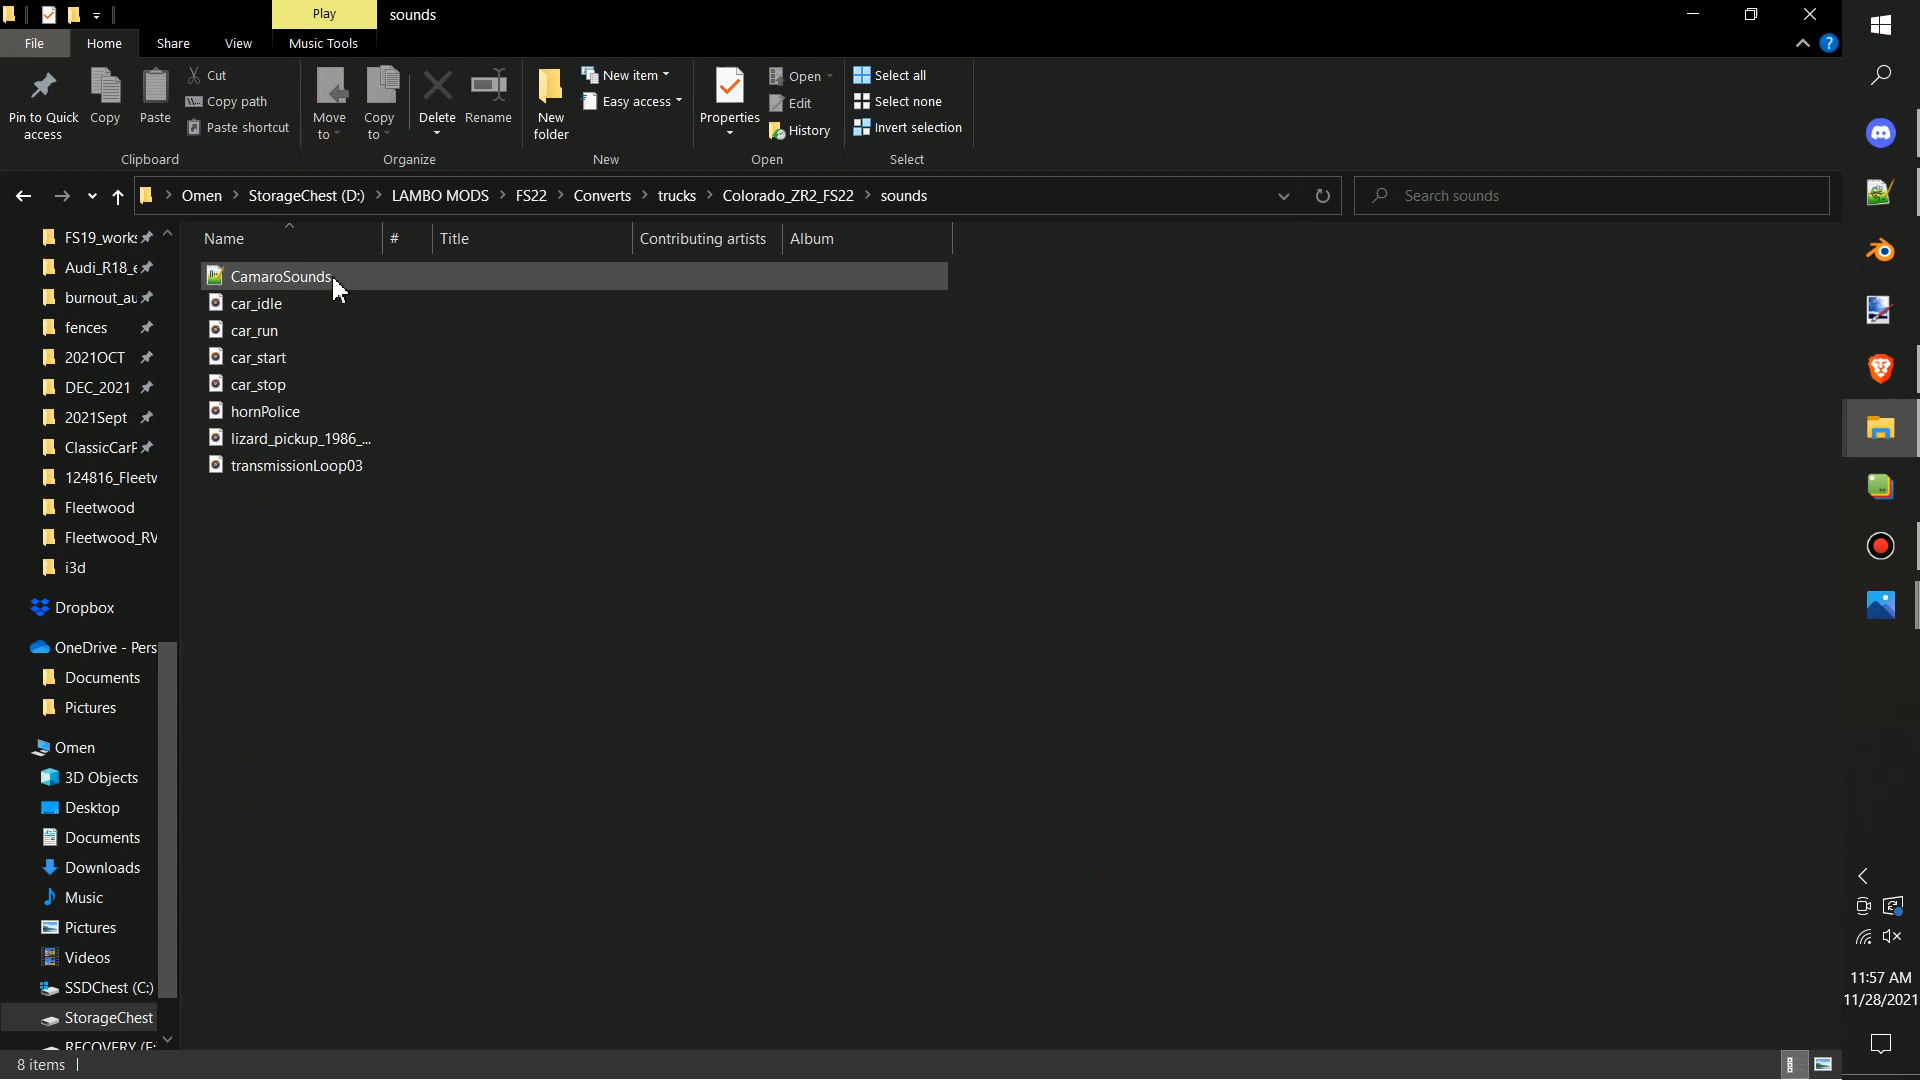 Play
sounds
File
Home
Share
View
Music Tools
Pin to Quick access
Copy
Paste
Cut
Copy path
Paste shortcut
Clipboard
Move to
Copy to
Delete
Rename
Organize
New folder
New item
Easy access
New
Properties
Open
Edit
History
Open
Select all
Select none
Invert selection
Select
Omen > StorageChest (D:) > LAMBO MODS > FS22 > Converts > trucks > Colorado_ZR2_FS22 > sounds
Search sounds
Name
#
Title
Contributing artists
Album
CamaroSounds
car_idle
car_run
car_start
car_stop
hornPolice
lizard_pickup_1986_...
transmissionLoop03
FS19_works
Audi_R18_e
burnout_au
fences
2021OCT
DEC_2021
2021Sept
ClassicCarP
124816_Fleetw
Fleetwood
Fleetwood_RV
i3d
Dropbox
OneDrive - Pers
Documents
Pictures
Omen
3D Objects
Desktop
Documents
Downloads
Music
Pictures
Videos
SSDChest (C:)
StorageChest
RECOVERY (E:
8 items
11:57 AM
11/28/2021